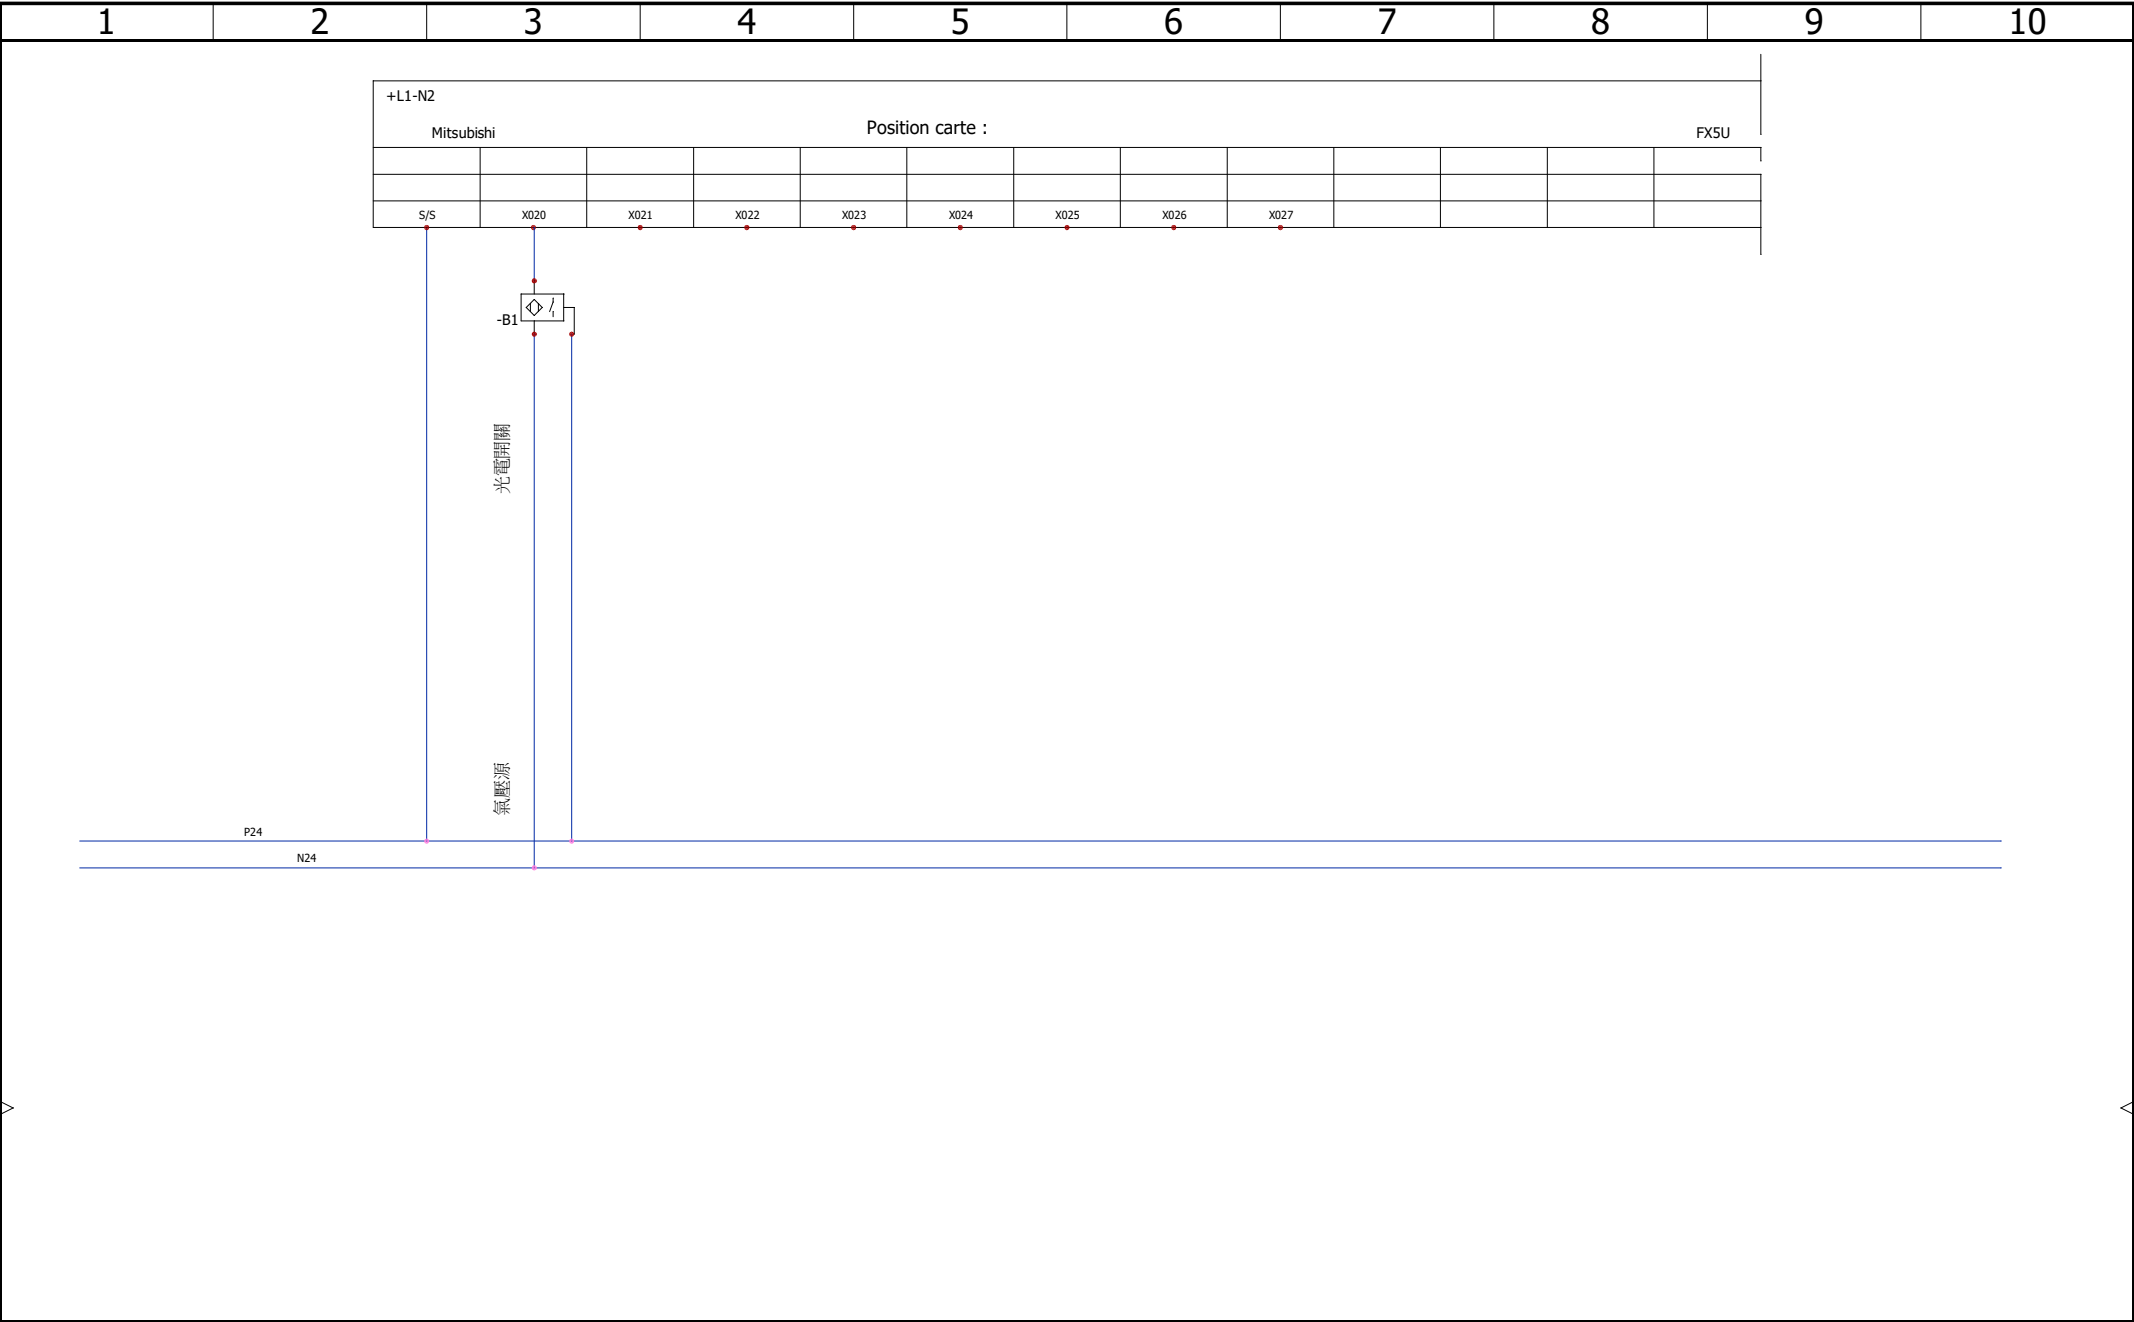 1 2 3 4 5 6 7 8 9 10
+L1-N2
Mitsubishi Position carte : FX5U
S/S X020 X021 X022 X023 X024 X025 X026 X027
-B1
光電開關
氣壓源
P24
N24